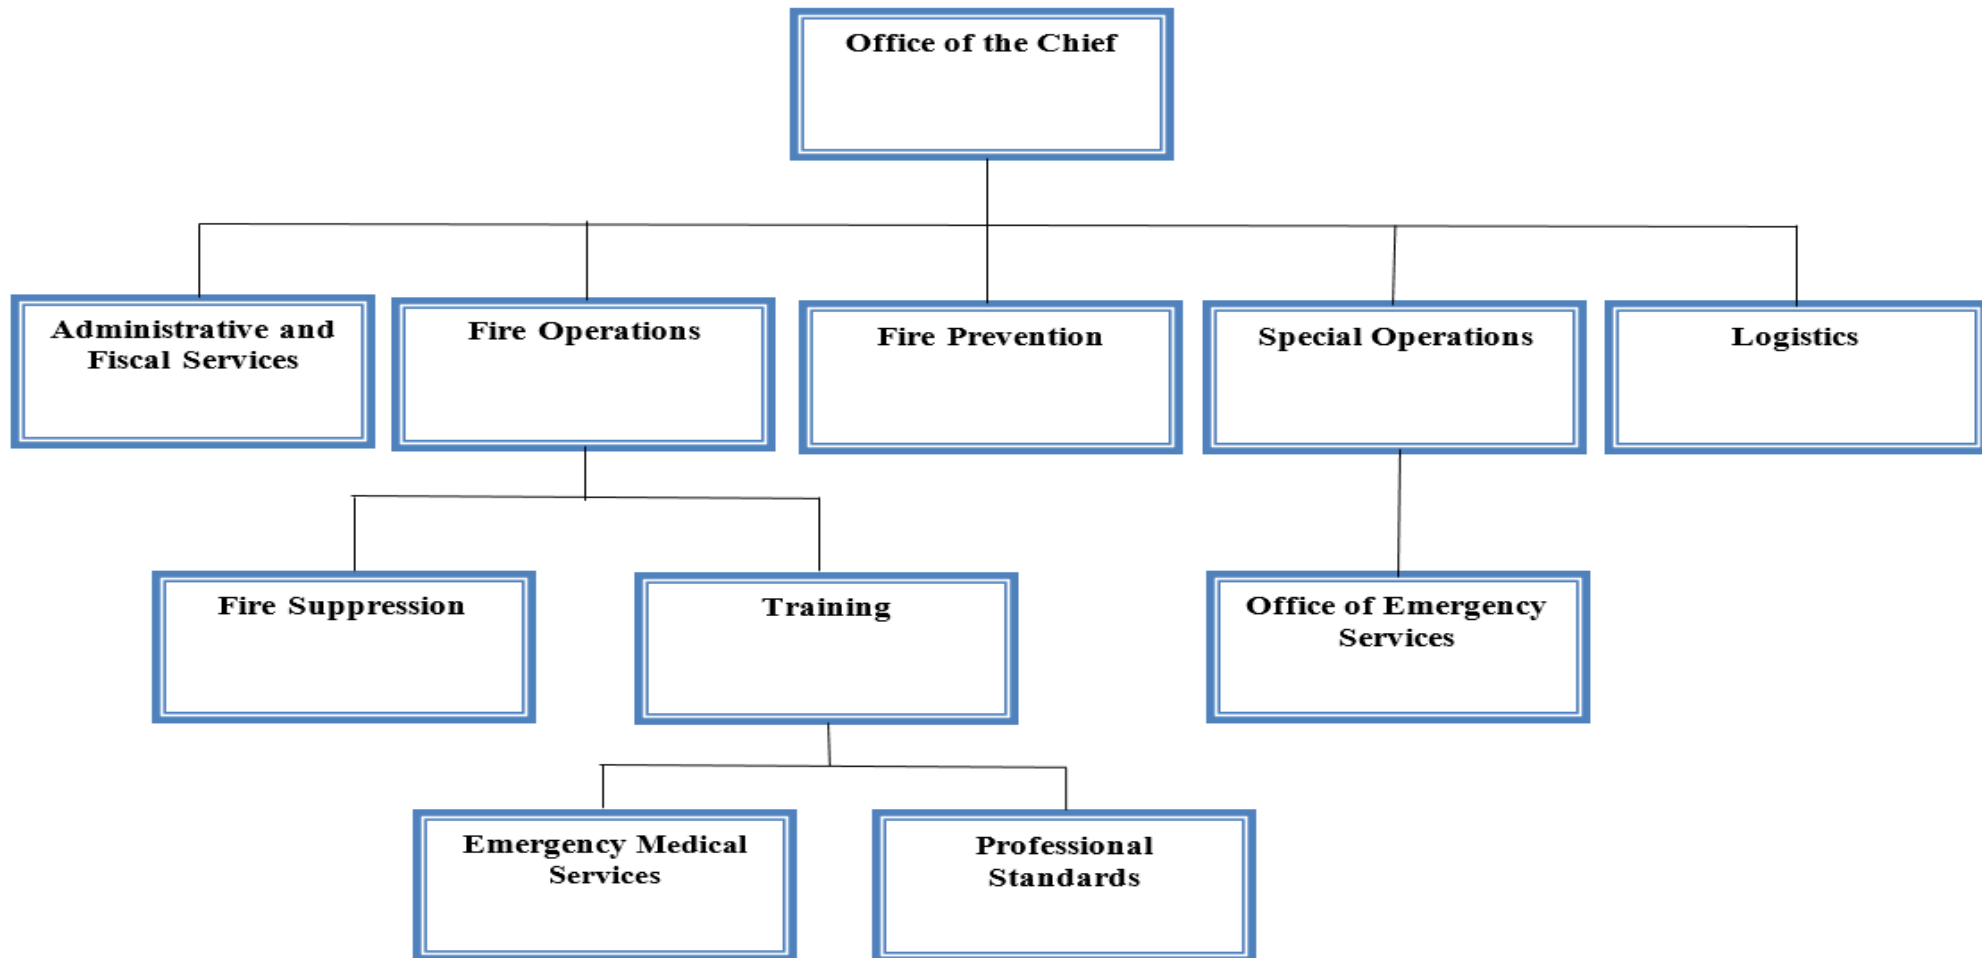 Office of the Chief
Administrative and
Fiscal Services
Fire Operations
Fire Prevention
Special Operations
Logistics
Fire Suppression
Training
Office of Emergency
Services
Emergency Medical
Services
Professional
Standards